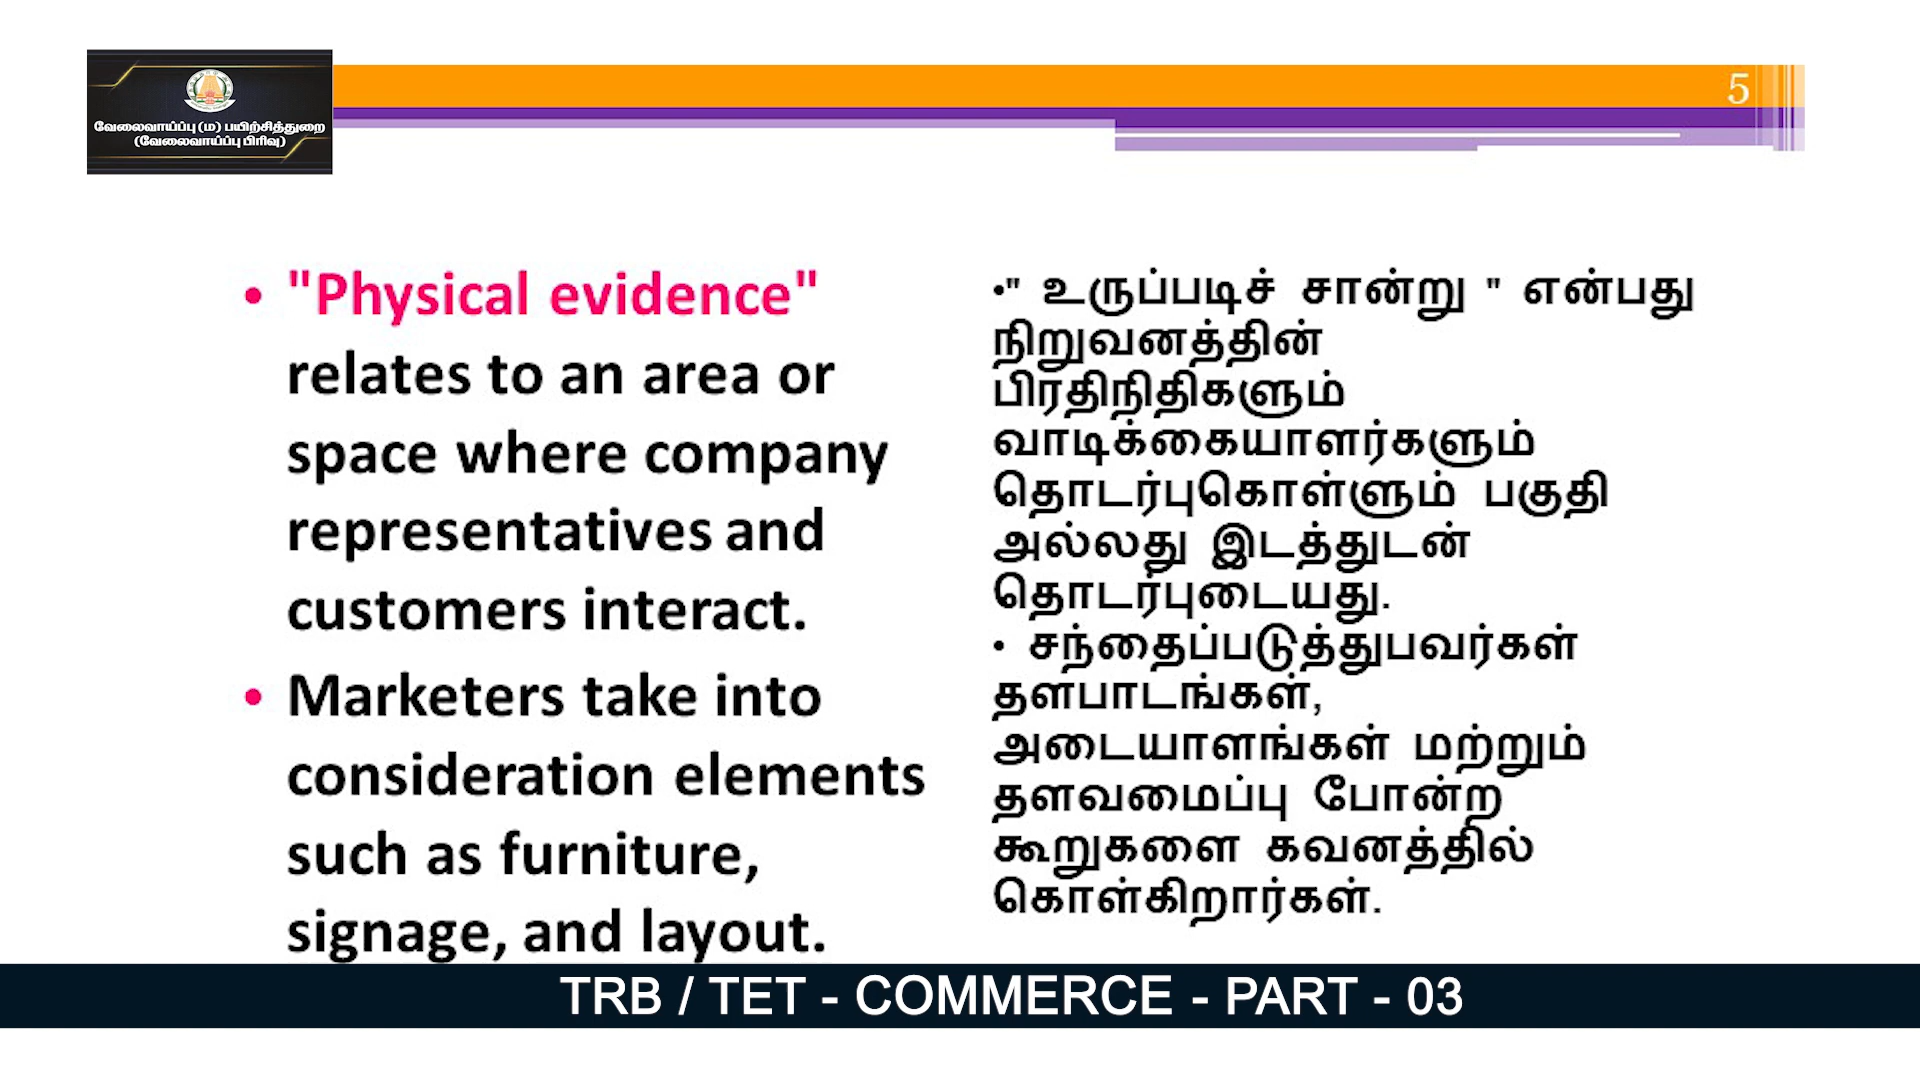 வேலைவாய்ப்பு (ம) பயிற்சித்துறை
(வேலைவாய்ப்பு பிரிவு)
5
• "Physical evidence"
relates to an area or
space where company
representatives and
customers interact.
• Marketers take into
consideration elements
such as furniture,
signage, and layout.
•" உருப்படிச் சான்று " என்பது
நிறுவனத்தின்
பிரதிநிதிகளும்
வாடிக்கையாளர்களும்
தொடர்புகொள்ளும் பகுதி
அல்லது இடத்துடன்
தொடர்புடையது.
• சந்தைப்படுத்துபவர்கள்
தளபாடங்கள்,
அடையாளங்கள் மற்றும்
தளவமைப்பு போன்ற
கூறுகளை கவனத்தில்
கொள்கிறார்கள்.
TRB / TET - COMMERCE - PART - 03